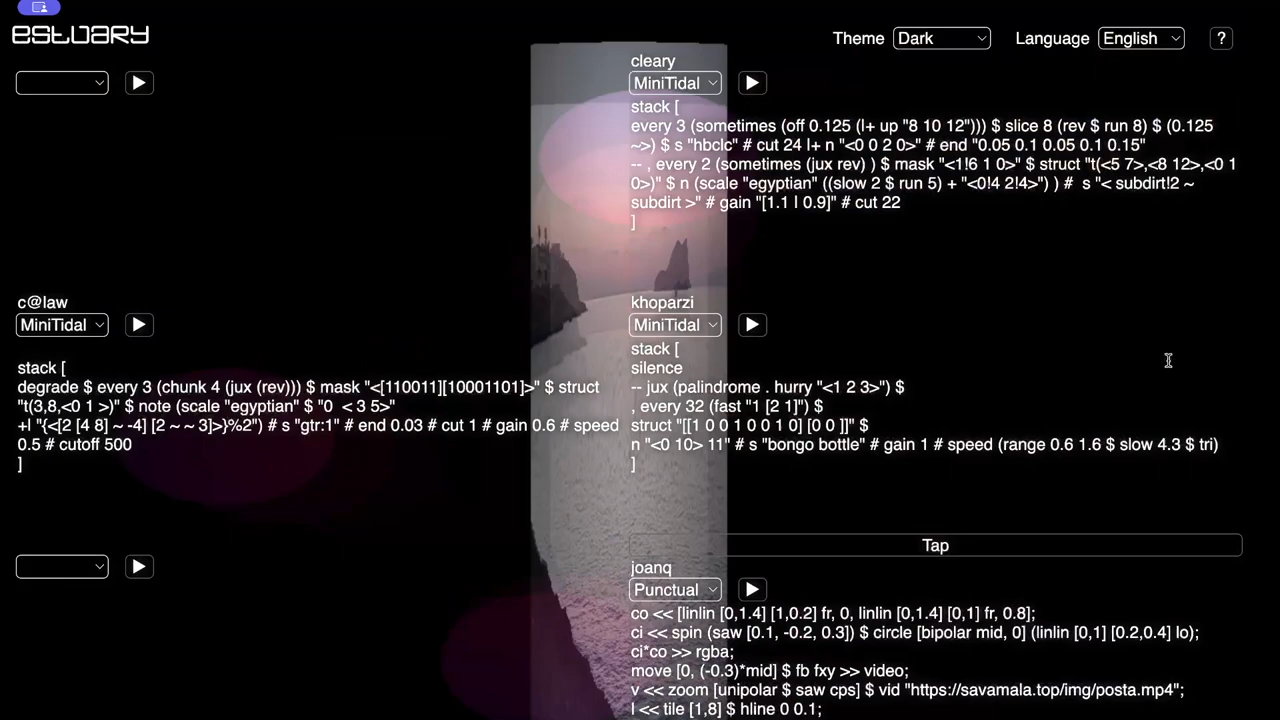 estuary
Theme Dark Language English ?
cleary
MiniTidal
stack [
every 3 (sometimes (off 0.125 (|+ up "8 10 12"))) $ slice 8 (rev $ run 8) $ (0.125
~>) $ s "hbclc" # cut 24 |+ n "<0 0 2 0>" # end "0.05 0.1 0.05 0.1 0.15"
-- , every 2 (sometimes (jux rev) ) $ mask "<1!6 1 0>" $ struct "t(<5 7>,<8 12>,<0 1
0>)" $ n (scale "egyptian" ((slow 2 $ run 5) + "<0!4 2!4>") ) # s "< subdirt!2 ~
subdirt >" # gain "[1.1 | 0.9]" # cut 22
]
c@law
MiniTidal
stack [
degrade $ every 3 (chunk 4 (jux (rev))) $ mask "<[110011][10001101]>" $ struct
"t(3,8,<0 1 >)" $ note (scale "egyptian" $ "0 < 3 5>"
+| "{<[2 [4 8] ~ -4] [2 ~ ~ 3]>}%2") # s "gtr:1" # end 0.03 # cut 1 # gain 0.6 # speed
0.5 # cutoff 500
]
khoparzi
MiniTidal
stack [
silence
-- jux (palindrome . hurry "<1 2 3>") $
, every 32 (fast "1 [2 1]") $
struct "[[1 0 0 1 0 0 1 0] [0 0 ]]" $
n "<0 10> 11" # s "bongo bottle" # gain 1 # speed (range 0.6 1.6 $ slow 4.3 $ tri)
]
Tap
joanq
Punctual
co << [linlin [0,1.4] [1,0.2] fr, 0, linlin [0,1.4] [0,1] fr, 0.8];
ci << spin (saw [0.1, -0.2, 0.3]) $ circle [bipolar mid, 0] (linlin [0,1] [0.2,0.4] lo);
ci*co >> rgba;
move [0, (-0.3)*mid] $ fb fxy >> video;
v << zoom [unipolar $ saw cps] $ vid "https://savamala.top/img/posta.mp4";
l << tile [1,8] $ hline 0 0.1;